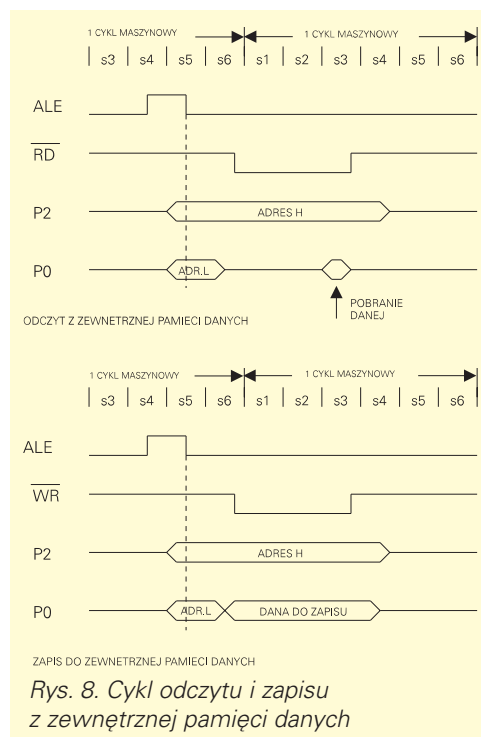 1 CYKL MASZYNOWY 1 CYKL MASZYNOWY
s3 s4 s5 s6 s1 s2 s3 s4 s5 s6
ALE
RD
P2 ADRES H
P0 ADR.L
POBRANIE
DANEJ
ODCZYT Z ZEWNETRZNEJ PAMIECI DANYCH
1 CYKL MASZYNOWY 1 CYKL MASZYNOWY
s3 s4 s5 s6 s1 s2 s3 s4 s5 s6
ALE
WR
P2 ADRES H
P0 ADR.L DANA DO ZAPISU
ZAPIS DO ZEWNETRZNEJ PAMIECI DANYCH
Rys. 8. Cykl odczytu i zapisu
z zewnętrznej pamięci danych